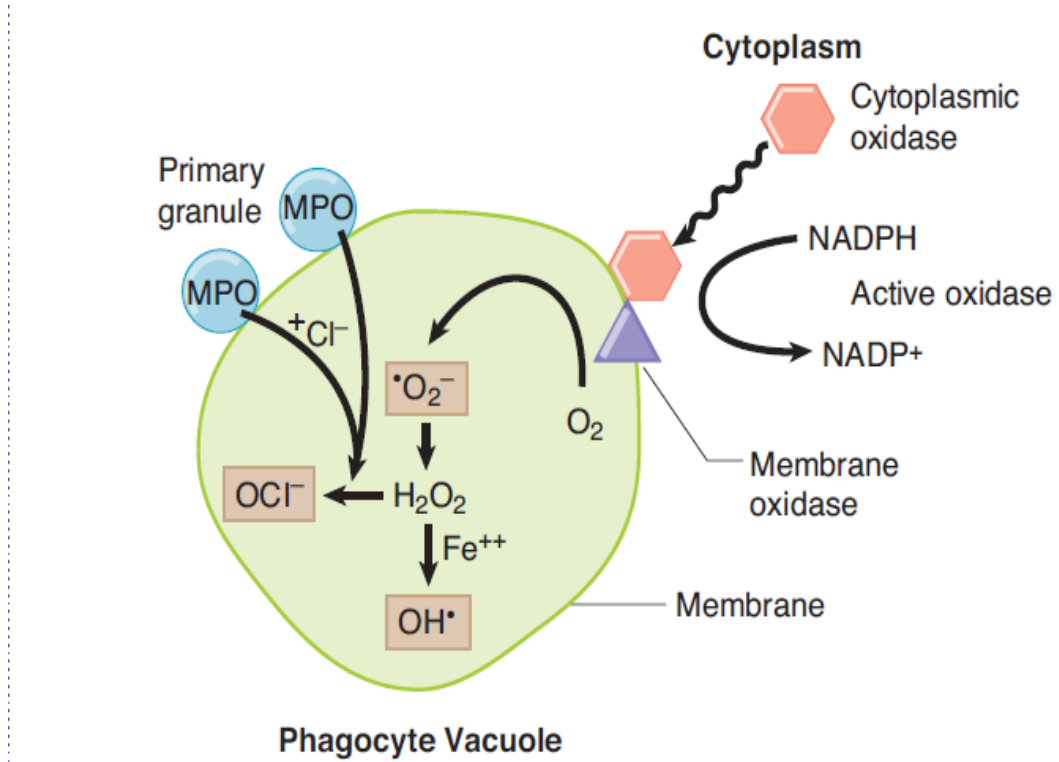 Cytoplasm
Cytoplasmic
oxidase
Primary
granule
MPO
MPO
NADPH
Active oxidase
NADP+
+Cl–
•O₂–
O₂
Membrane
oxidase
OCl–
H₂O₂
Fe++
Membrane
OH•
Phagocyte Vacuole